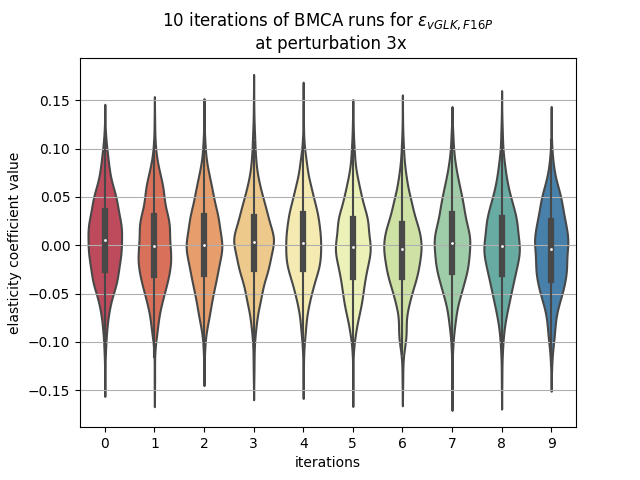 10 iterations of BMCA runs for ε_{vGLK,F16P}
at perturbation 3x
elasticity coefficient value
0.15
0.10
0.05
0.00
−0.05
−0.10
−0.15
0 1 2 3 4 5 6 7 8 9
iterations